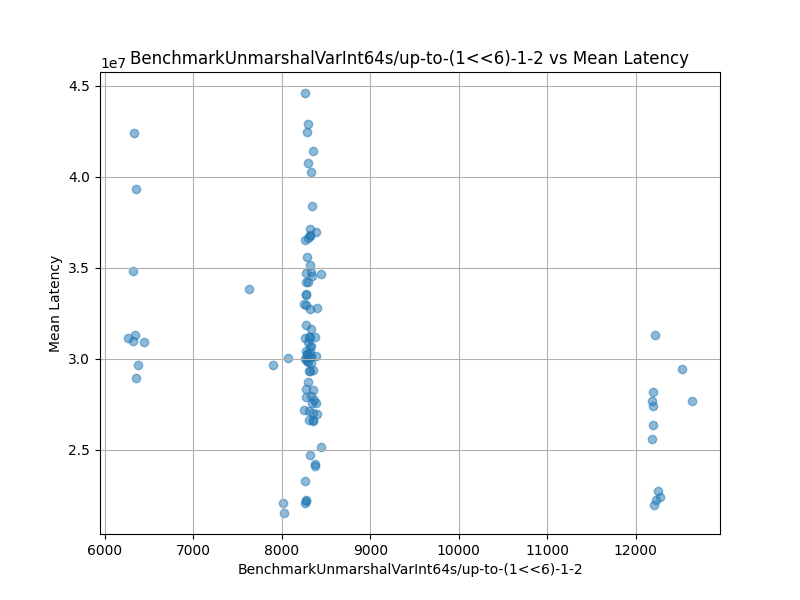 BenchmarkUnmarshalVarInt64s/up-to-(1<<6)-1-2 vs Mean Latency
1e7
4.5
4.0
3.5
3.0
2.5
Mean Latency
6000 7000 8000 9000 10000 11000 12000
BenchmarkUnmarshalVarInt64s/up-to-(1<<6)-1-2